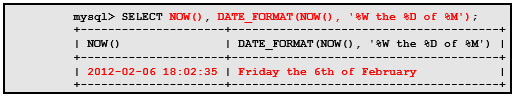 mysql> SELECT NOW(), DATE_FORMAT(NOW(), '%W the %D of %M');
+---------------------+---------------------------------------+
| NOW() | DATE_FORMAT(NOW(), '%W the %D of %M') |
+---------------------+---------------------------------------+
| 2012-02-06 18:02:35 | Friday the 6th of February |
+---------------------+---------------------------------------+